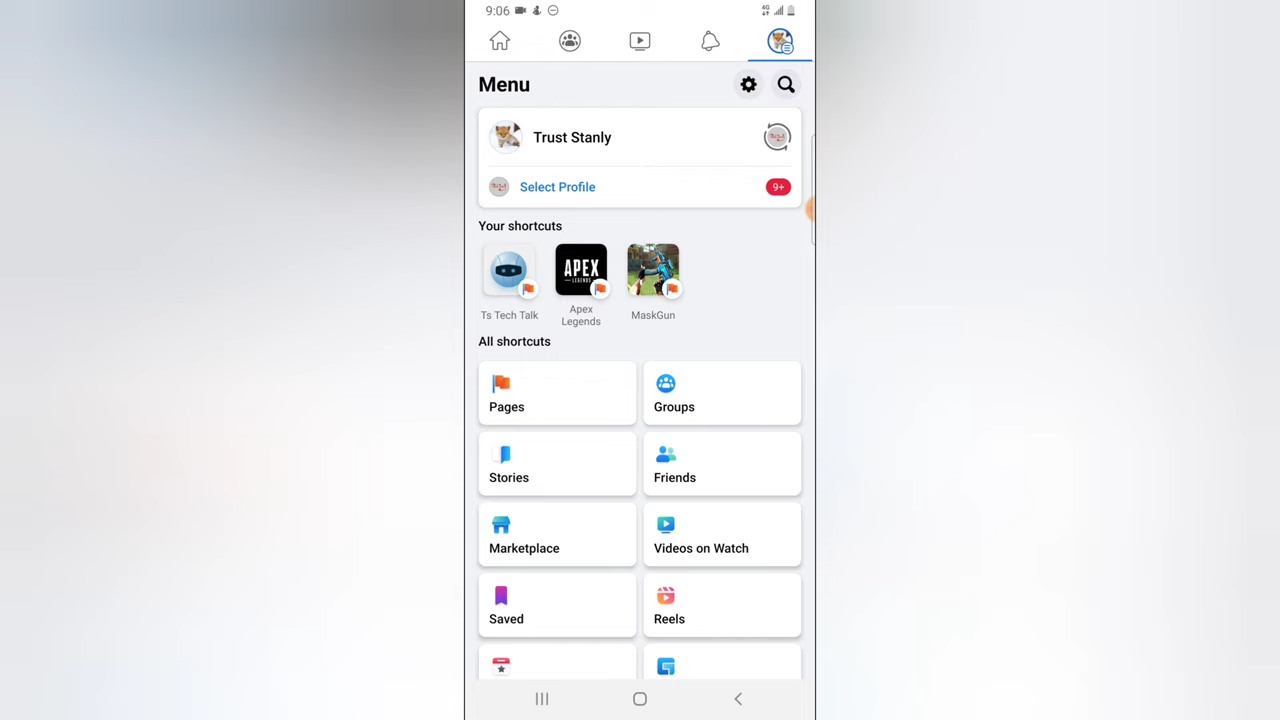 9:06
4G
Menu
Trust Stanly
Select Profile
9+
Your shortcuts
APEX
LEGENDS
Ts Tech Talk
Apex
Legends
MaskGun
All shortcuts
Pages
Groups
Stories
Friends
Marketplace
Videos on Watch
Saved
Reels